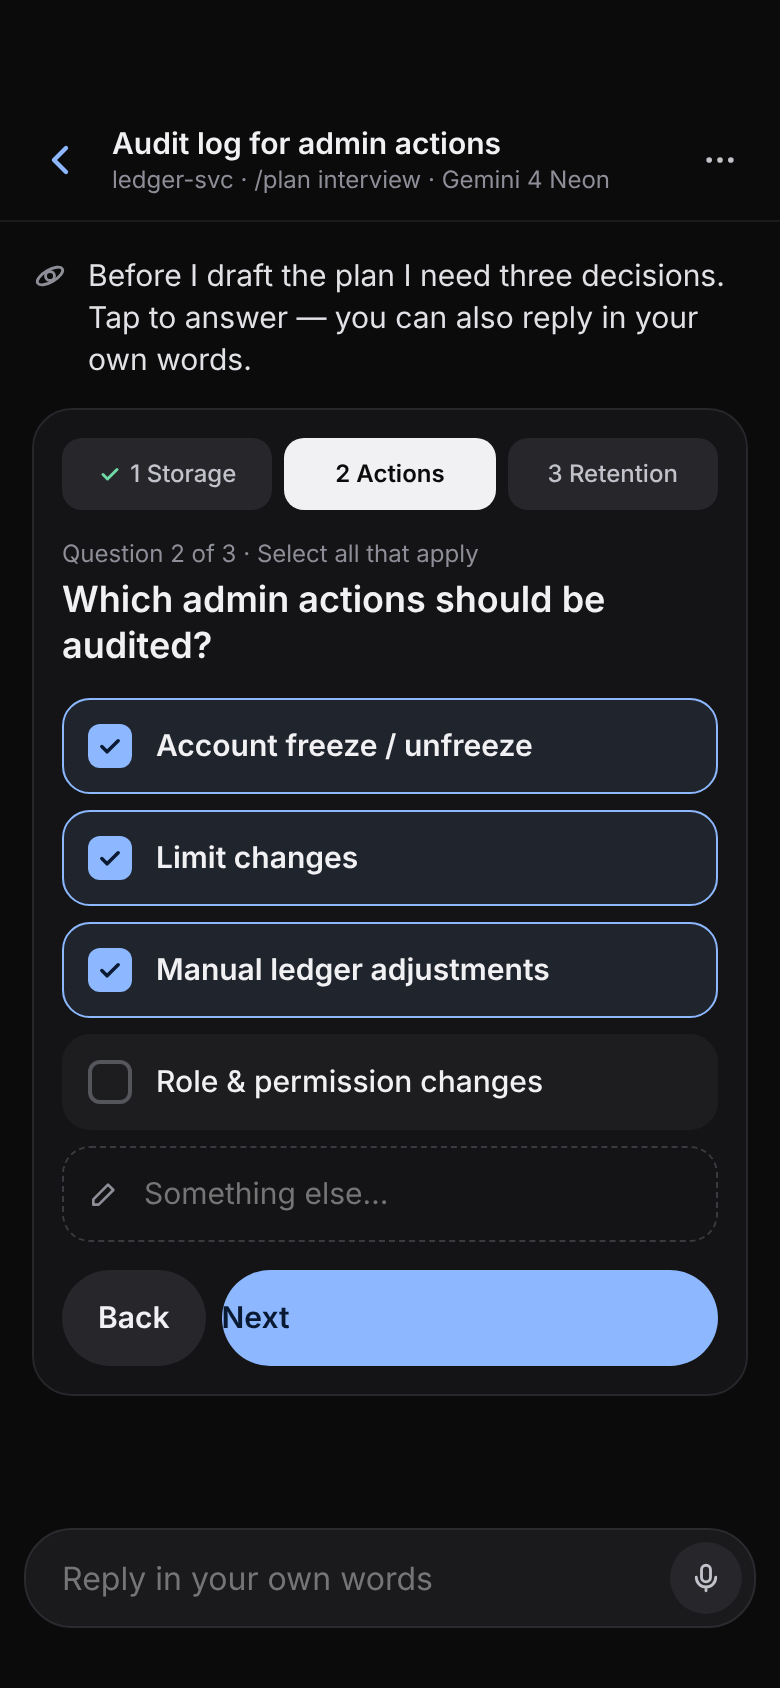 Audit log for admin actions
ledger-svc · /plan interview · Gemini 4 Neon
Before I draft the plan I need three decisions.
Tap to answer — you can also reply in your
own words.
1 Storage
2 Actions
3 Retention
Question 2 of 3 · Select all that apply
Which admin actions should be
audited?
Account freeze / unfreeze
Limit changes
Manual ledger adjustments
Role & permission changes
Something else...
Back
Next
Reply in your own words